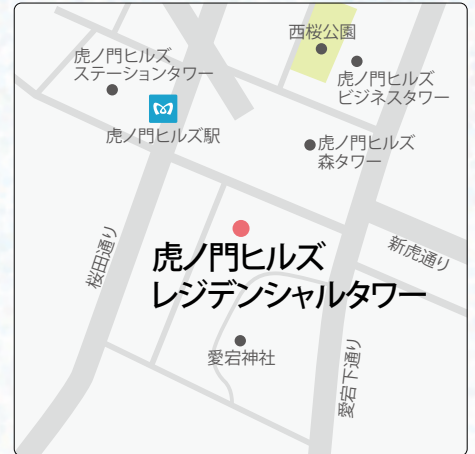 西桜公園
虎ノ門ヒルズ
ステーションタワー
虎ノ門ヒルズ
ビジネスタワー
虎ノ門ヒルズ駅
虎ノ門ヒルズ
森タワー
桜田通り
新虎通り
虎ノ門ヒルズ
レジデンシャルタワー
愛宕神社
愛宕下通り